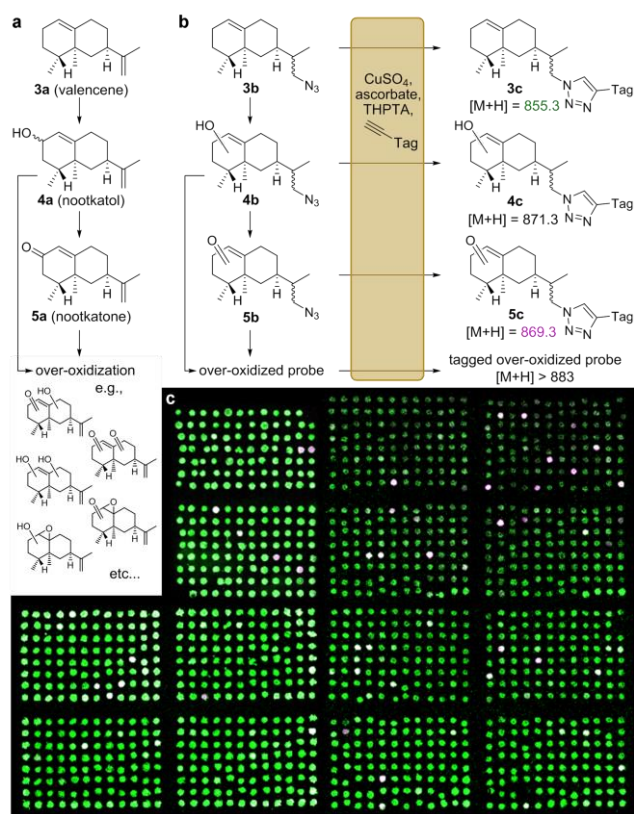 a
3a (valencene)
HO
4a (nootkatol)
O
5a (nootkatone)
over-oxidization
e.g.,
HO
O
O
O
HO
HO
O
O
HO
O
etc...
b
N3
3b
HO
N3
4b
O
N3
5b
over-oxidized probe
CuSO4,
ascorbate,
THPTA,
Tag
H
H
H
H
H
H
H
H
H
H
H
H
H
H
3c
N
N=N
Tag
[M+H] = 855.3
HO
4c
N
N=N
Tag
[M+H] = 871.3
O
5c
N
N=N
Tag
[M+H] = 869.3
tagged over-oxidized probe
[M+H] > 883
c